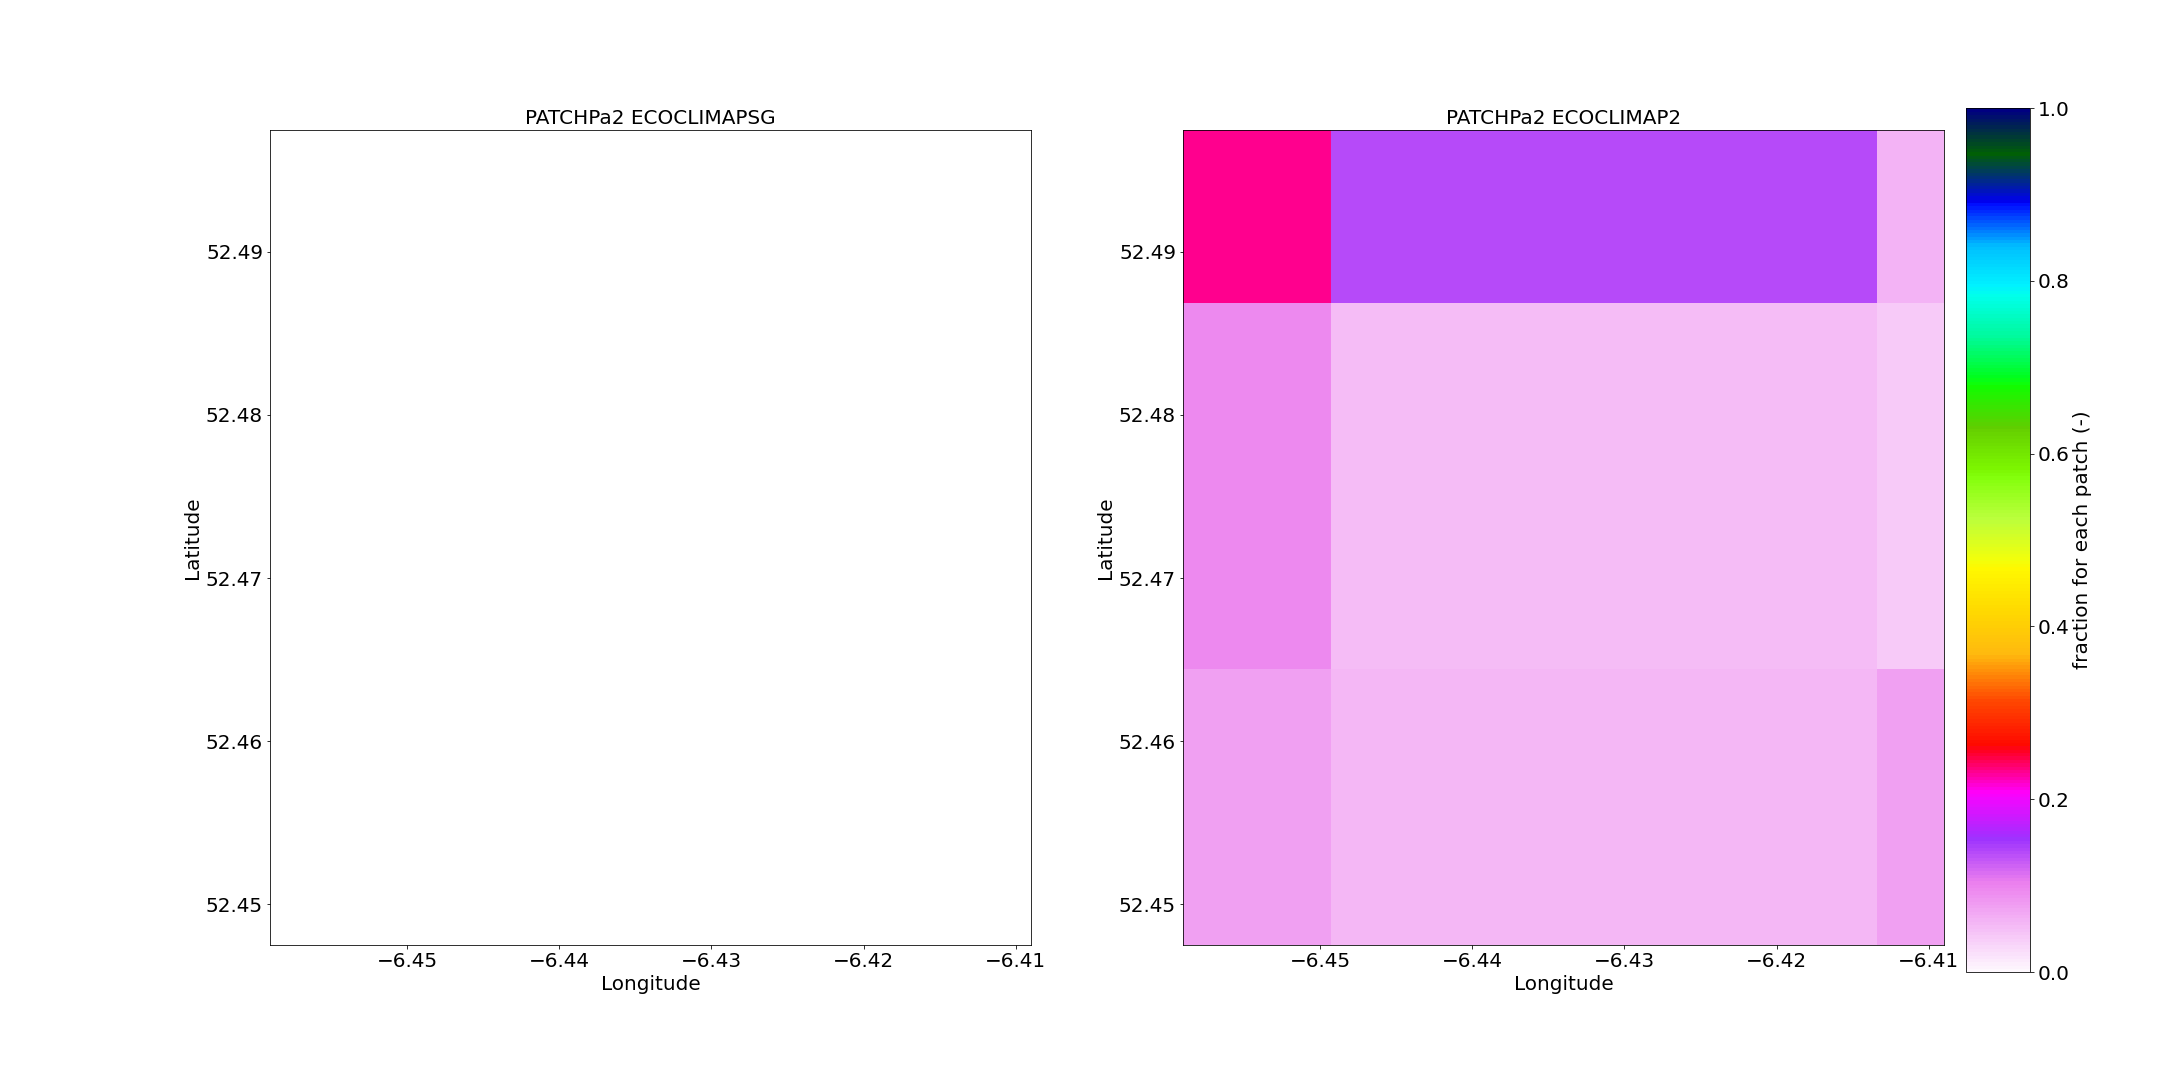 PATCHPa2 ECOCLIMAPSG
52.49
52.48
52.47
52.46
52.45
Latitude
−6.45 −6.44 −6.43 −6.42 −6.41
Longitude
PATCHPa2 ECOCLIMAP2
52.49
52.48
52.47
52.46
52.45
Latitude
−6.45 −6.44 −6.43 −6.42 −6.41
Longitude
1.0
0.8
0.6
0.4
0.2
0.0
fraction for each patch (-)